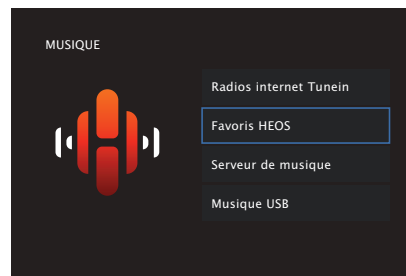 MUSIQUE
Radios internet Tunein
Favoris HEOS
Serveur de musique
Musique USB